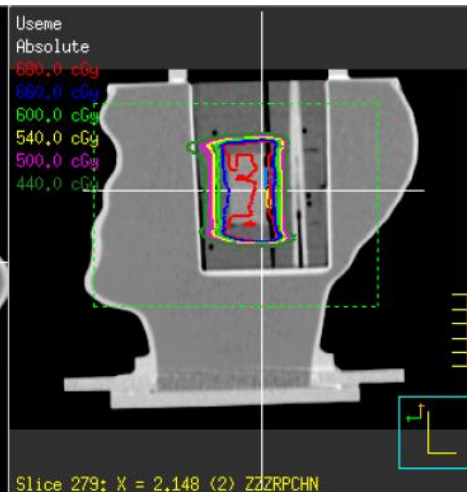 Useme
Absolute
680.0 cGy
660.0 cGy
600.0 cGy
540.0 cGy
500.0 cGy
440.0 cGy
Slice 279: X = 2.148 (2) ZZZRPCHN